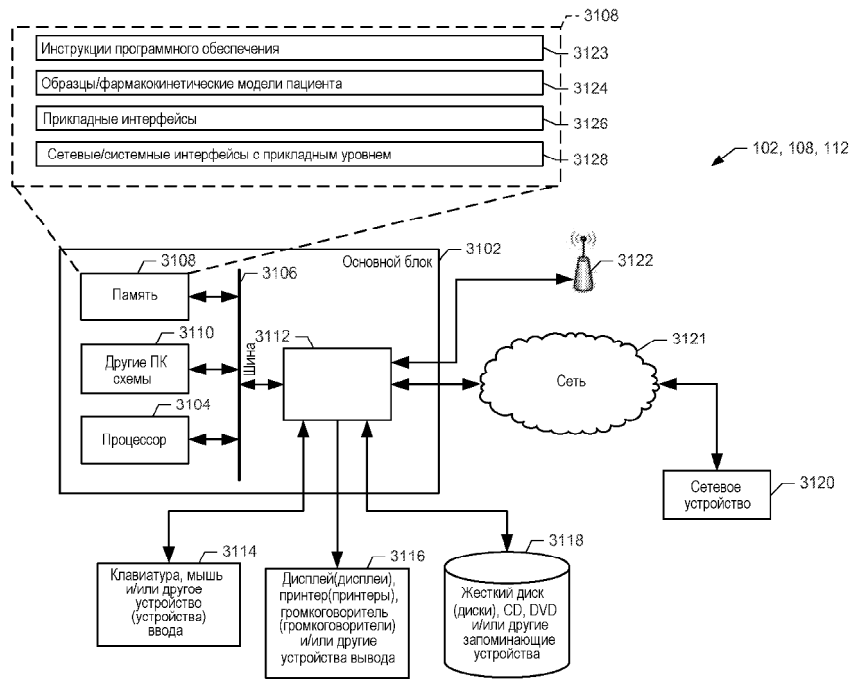 3108
Инструкции программного обеспечения
3123
Образцы/фармакокинетические модели пациента
3124
Прикладные интерфейсы
3126
Сетевые/системные интерфейсы с прикладным уровнем
3128
102, 108, 112
3108
Память
3106
Основной блок
3102
3122
3110
Другие ПК
схемы
Шина
3112
3121
Сеть
3104
Процессор
Сетевое
устройство
3120
3114
Клавиатура, мышь
и/или другое
устройство
(устройства)
ввода
3116
Дисплей(дисплеи),
принтер(принтеры),
громкоговоритель
(громкоговорители)
и/или другие
устройства вывода
3118
Жесткий диск
(диски), CD, DVD
и/или другие
запоминающие
устройства